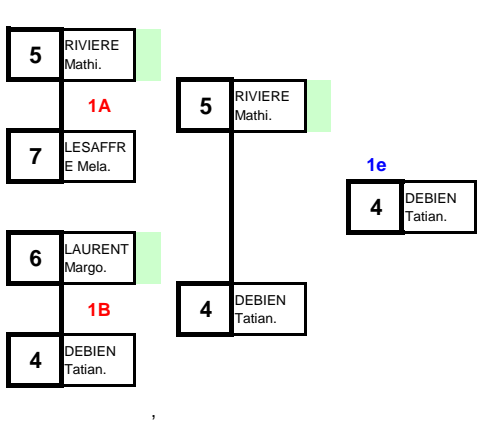 5 RIVIERE
Mathi.
1A
7 LESAFFR
E Mela.
6 LAURENT
Margo.
1B
4 DEBIEN
Tatian.
5 RIVIERE
Mathi.
4 DEBIEN
Tatian.
1e
4 DEBIEN
Tatian.
,